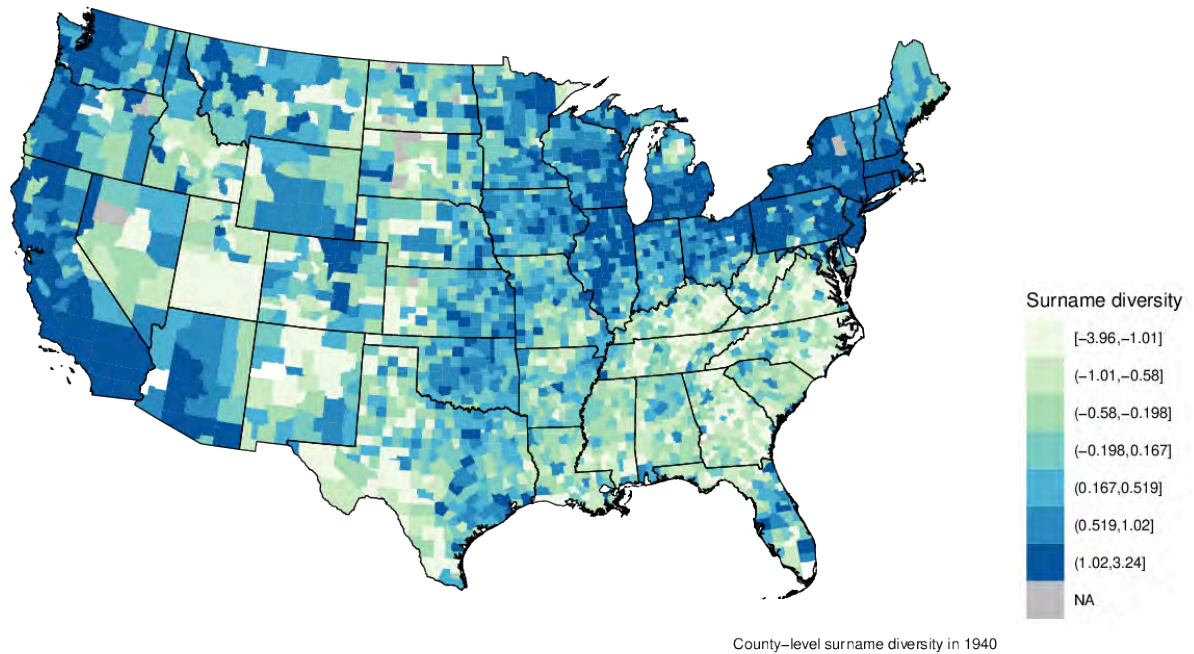 Surname diversity
[−3.96,−1.01]
(−1.01,−0.58]
(−0.58,−0.198]
(−0.198,0.167]
(0.167,0.519]
(0.519,1.02]
(1.02,3.24]
NA
County−level surname diversity in 1940